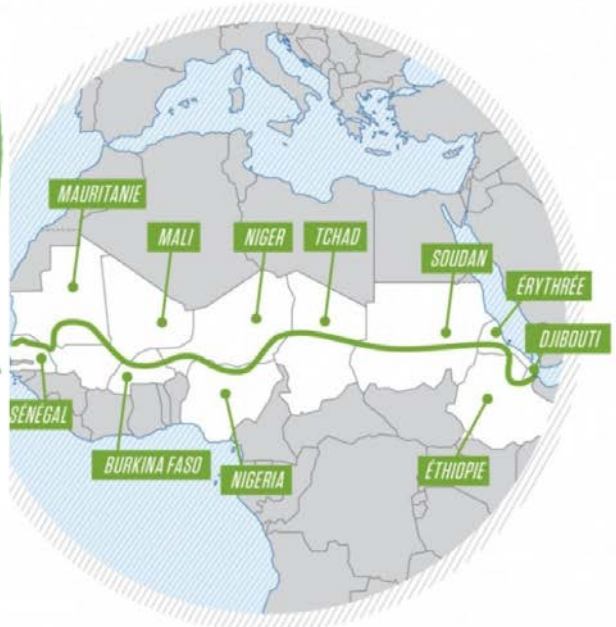 MAURITANIE
MALI
NIGER
TCHAD
SOUDAN
ÉRYTHRÉE
DJIBOUTI
SÉNÉGAL
BURKINA FASO
NIGERIA
ÉTHIOPIE